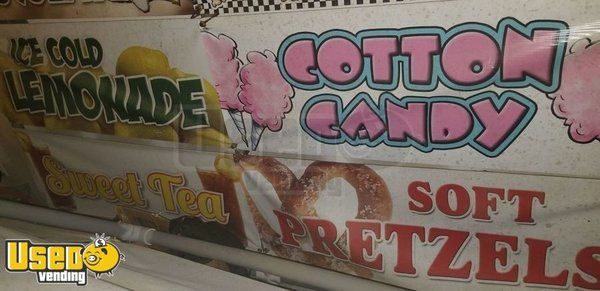 ICE COLD
LEMONADE
COTTON
CANDY
Sweet Tea
SOFT
PRETZELS
USED
vending